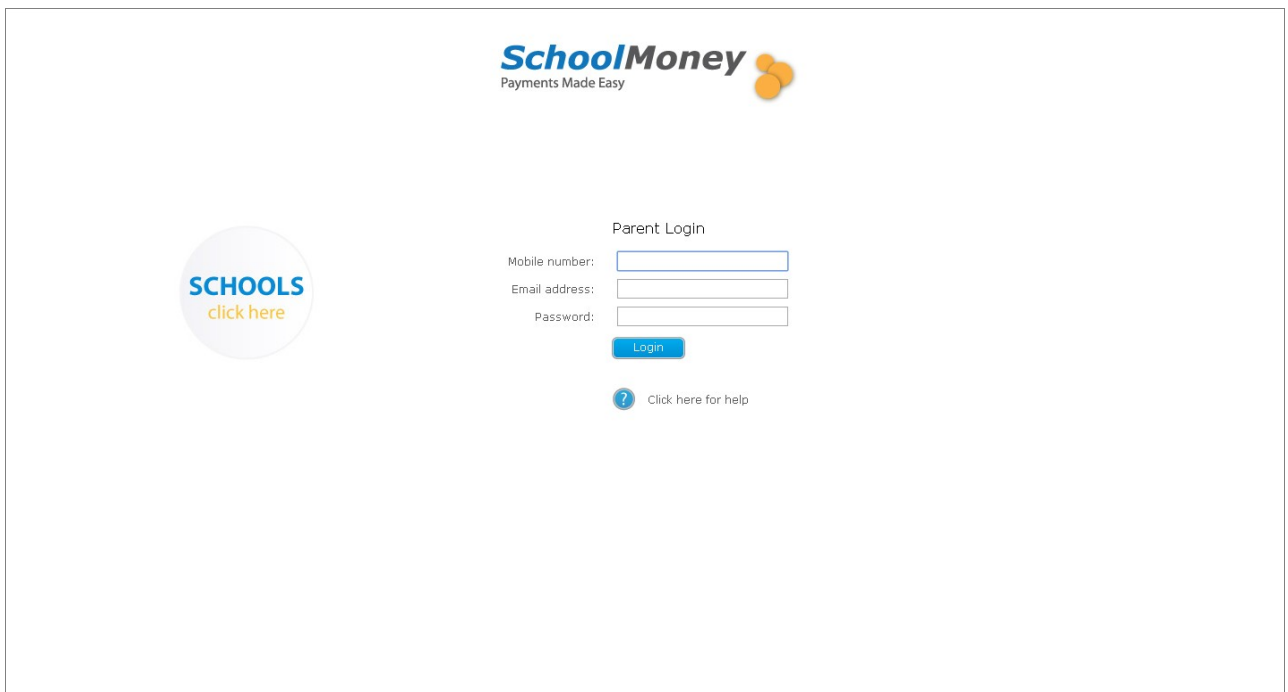 SchoolMoney
Payments Made Easy
SCHOOLS
click here
Parent Login
Mobile number:
Email address:
Password:
Login
? Click here for help